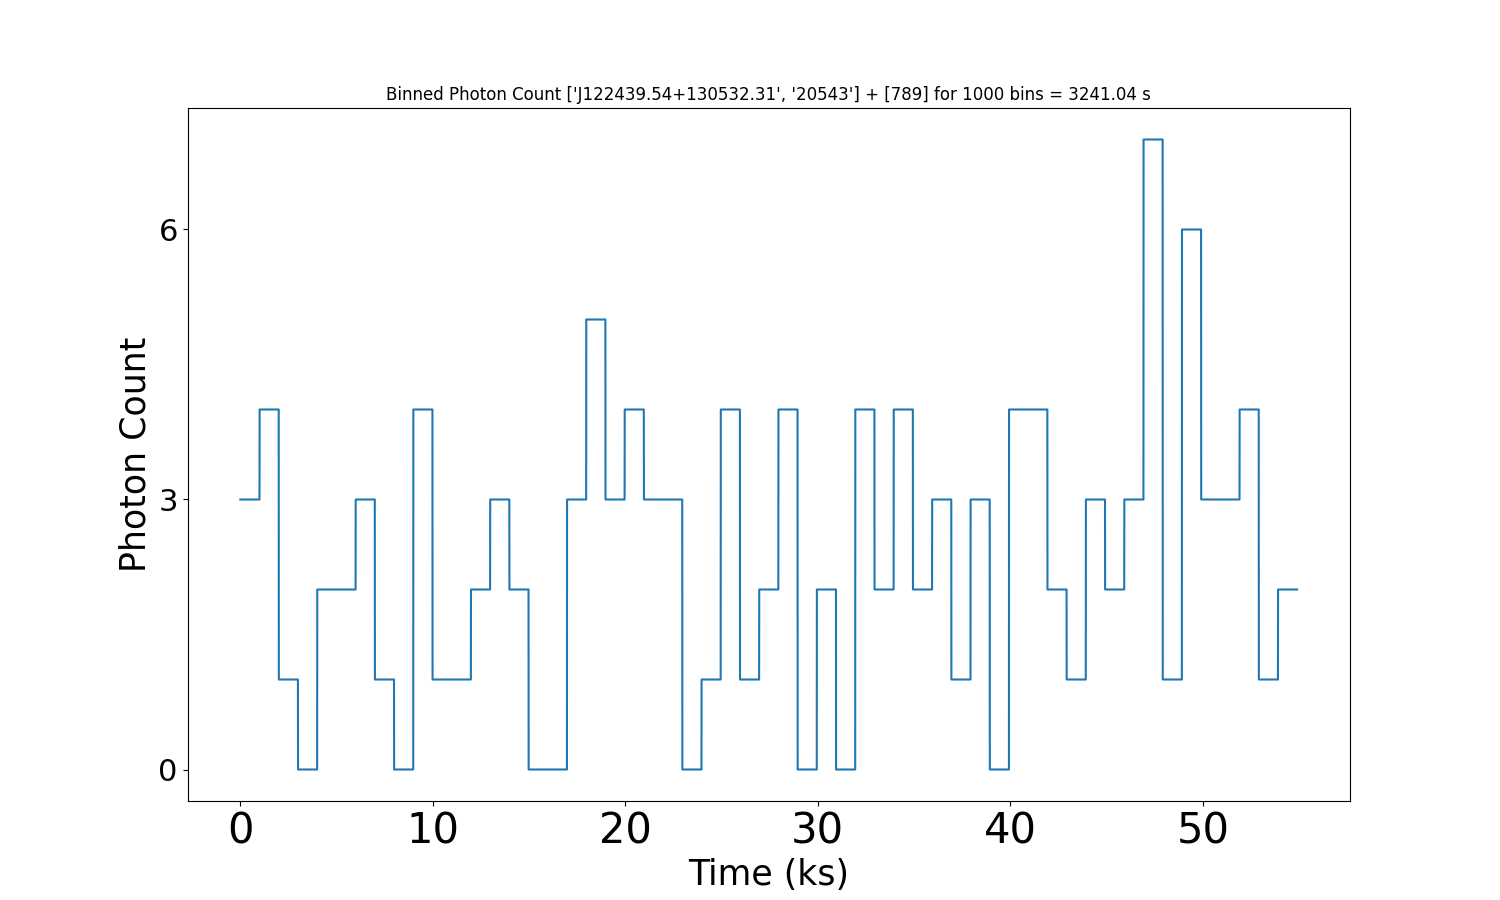 Binned Photon Count ['J122439.54+130532.31', '20543'] + [789] for 1000 bins = 3241.04 s
6
3
0
Photon Count
0 10 20 30 40 50
Time (ks)